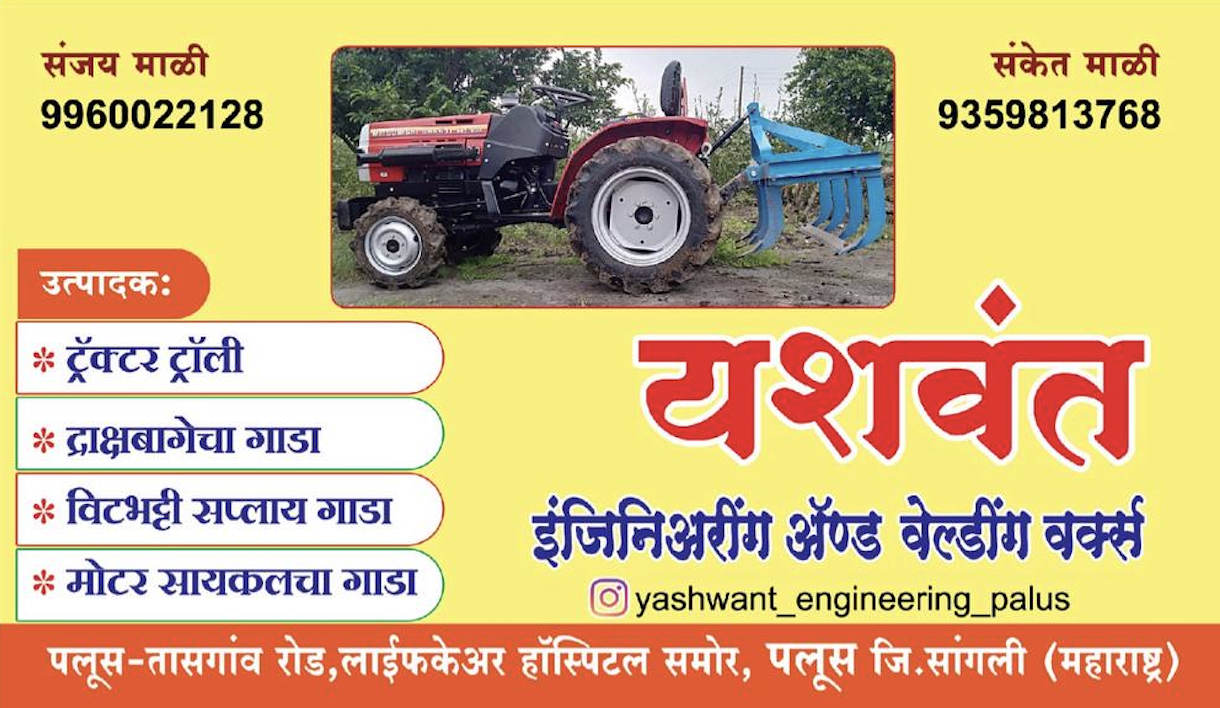 संजय माळी
9960022128
संकेत माळी
9359813768
उत्पादक:
* ट्रॅक्टर ट्रॉली
* द्राक्षबागेचा गाडा
* विटभट्टी सप्लाय गाडा
* मोटर सायकलचा गाडा
यशवंत
इंजिनिअरींग ॲण्ड वेल्डींग वर्क्स
yashwant_engineering_palus
पलूस-तासगांव रोड,लाईफकेअर हॉस्पिटल समोर, पलूस जि.सांगली (महाराष्ट्र)